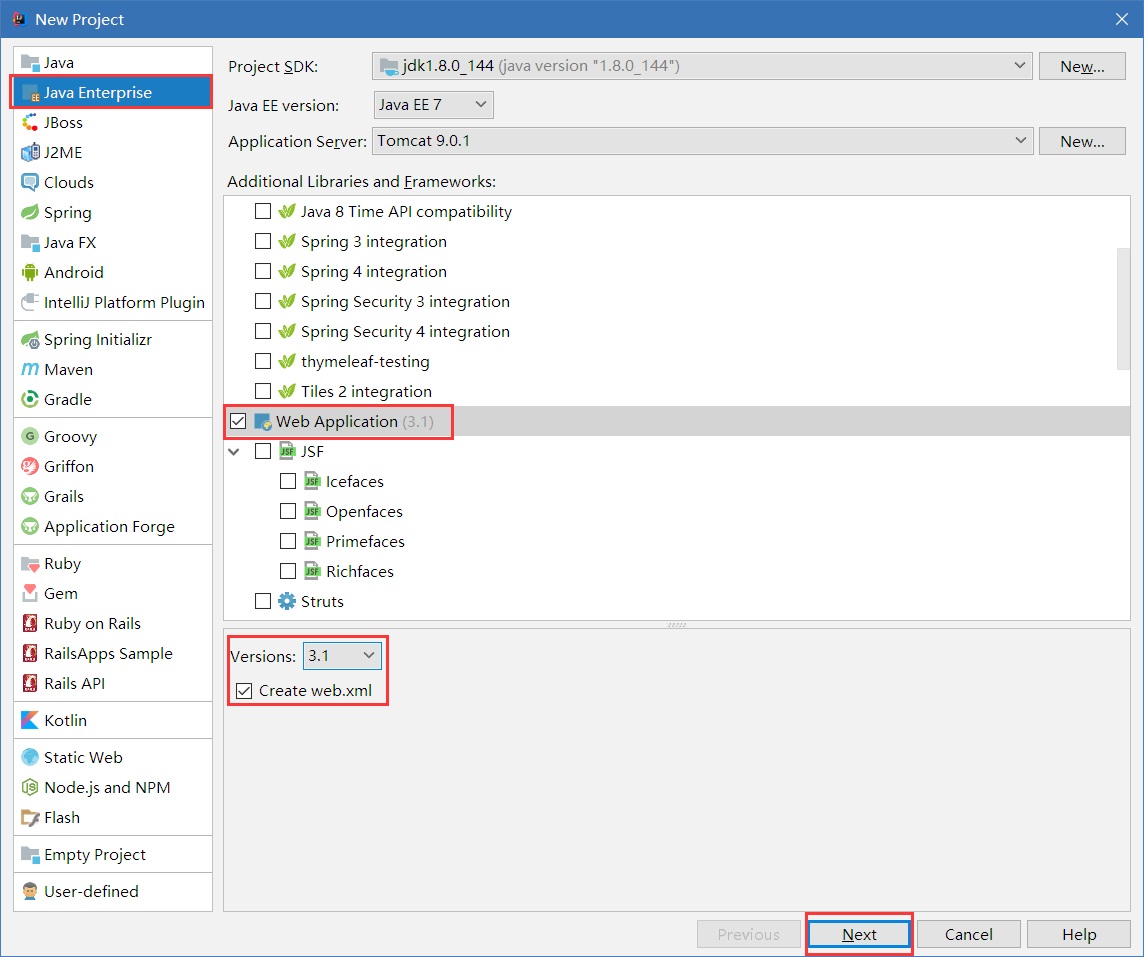 New Project
Java
Java Enterprise
JBoss
J2ME
Clouds
Spring
Java FX
Android
IntelliJ Platform Plugin
Spring Initializr
Maven
Gradle
Groovy
Griffon
Grails
Application Forge
Ruby
Gem
Ruby on Rails
RailsApps Sample
Rails API
Kotlin
Static Web
Node.js and NPM
Flash
Empty Project
User-defined
Project SDK: jdk1.8.0_144 (java version "1.8.0_144") New...
Java EE version: Java EE 7
Application Server: Tomcat 9.0.1 New...
Additional Libraries and Frameworks:
Java 8 Time API compatibility
Spring 3 integration
Spring 4 integration
Spring Security 3 integration
Spring Security 4 integration
thymeleaf-testing
Tiles 2 integration
Web Application (3.1)
JSF JSF
JSF Icefaces
JSF Openfaces
JSF Primefaces
JSF Richfaces
Struts
Versions: 3.1
Create web.xml
Previous Next Cancel Help